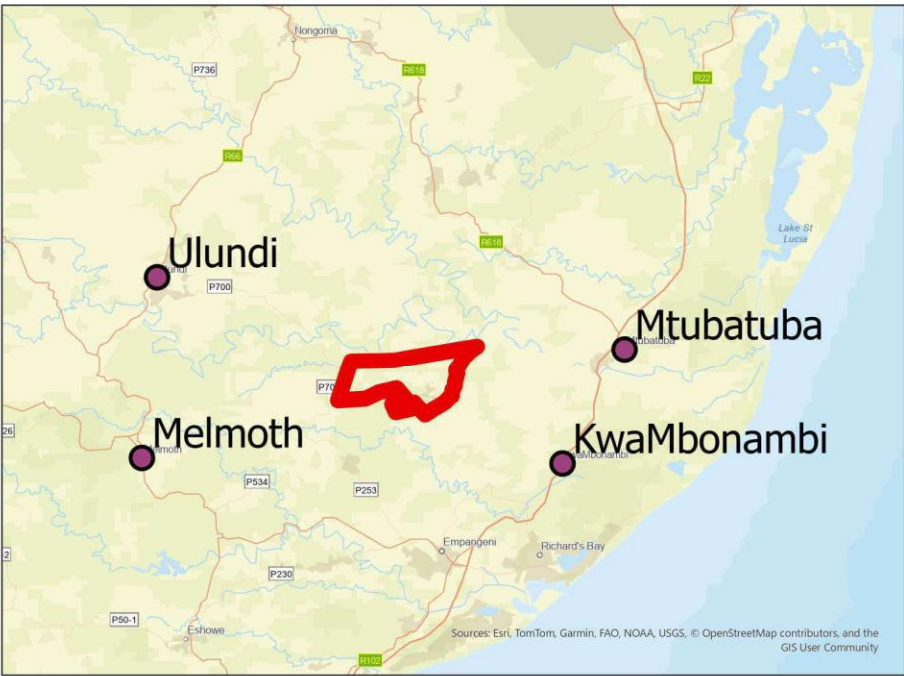 Nongoma
P736
R618
R22
R66
Lake St
Lucia
R618
Ulundi
P700
Mtubatuba
P70
Melmoth
KwaMbonambi
26
P534
P253
Empangeni
Richard's Bay
2
P230
P50-1
Eshowe
R102
Sources: Esri, TomTom, Garmin, FAO, NOAA, USGS, © OpenStreetMap contributors, and the
GIS User Community